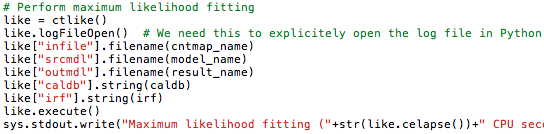 # Perform maximum likelihood fitting
like = ctlike()
like.logFileOpen()  # We need this to explicitely open the log file in Python
like["infile"].filename(cntmap_name)
like["srcmdl"].filename(model_name)
like["outmdl"].filename(result_name)
like["caldb"].string(caldb)
like["irf"].string(irf)
like.execute()
sys.stdout.write("Maximum likelihood fitting ("+str(like.celapse())+" CPU sec